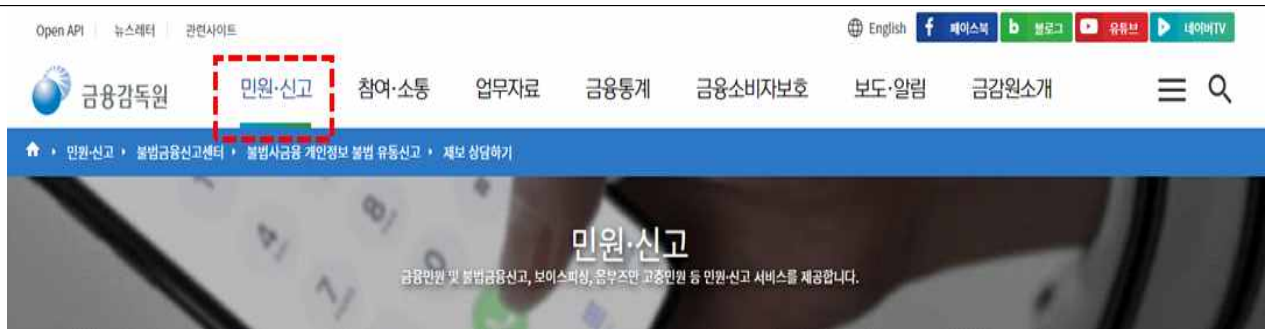 Open API 뉴스레터 관련사이트 English 페이스북 블로그 유튜브 네이버TV
금융감독원 민원·신고 참여·소통 업무자료 금융통계 금융소비자보호 보도·알림 금감원소개
민원·신고 불법금융신고센터 불법사금융 개인정보 불법 유통신고 제보 상담하기
민원·신고
금융민원 및 불법금융신고, 보이스피싱, 옴부즈만 고충민원 등 민원·신고 서비스를 제공합니다.